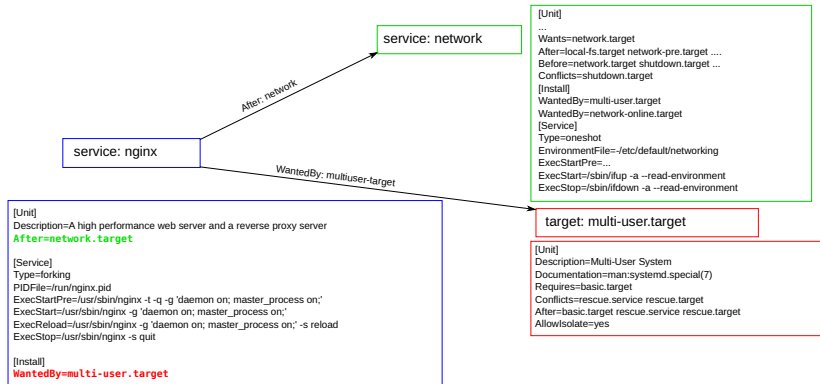 service: network
After: network
service: nginx
WantedBy: multiuser-target
[Unit]
...
Wants=network.target
After=local-fs.target network-pre.target ....
Before=network.target shutdown.target ...
Conflicts=shutdown.target
[Install]
WantedBy=multi-user.target
WantedBy=network-online.target
[Service]
Type=oneshot
EnvironmentFile=-/etc/default/networking
ExecStartPre=...
ExecStart=/sbin/ifup -a --read-environment
ExecStop=/sbin/ifdown -a --read-environment
[Unit]
Description=A high performance web server and a reverse proxy server
After=network.target
[Service]
Type=forking
PIDFile=/run/nginx.pid
ExecStartPre=/usr/sbin/nginx -t -q -g 'daemon on; master_process on;'
ExecStart=/usr/sbin/nginx -g 'daemon on; master_process on;'
ExecReload=/usr/sbin/nginx -g 'daemon on; master_process on;' -s reload
ExecStop=/usr/sbin/nginx -s quit
[Install]
WantedBy=multi-user.target
target: multi-user.target
[Unit]
Description=Multi-User System
Documentation=man:systemd.special(7)
Requires=basic.target
Conflicts=rescue.service rescue.target
After=basic.target rescue.service rescue.target
AllowIsolate=yes